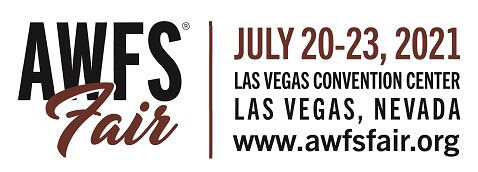 AWFS®
Fair
JULY 20-23, 2021
LAS VEGAS CONVENTION CENTER
LAS VEGAS, NEVADA
www.awfsfair.org